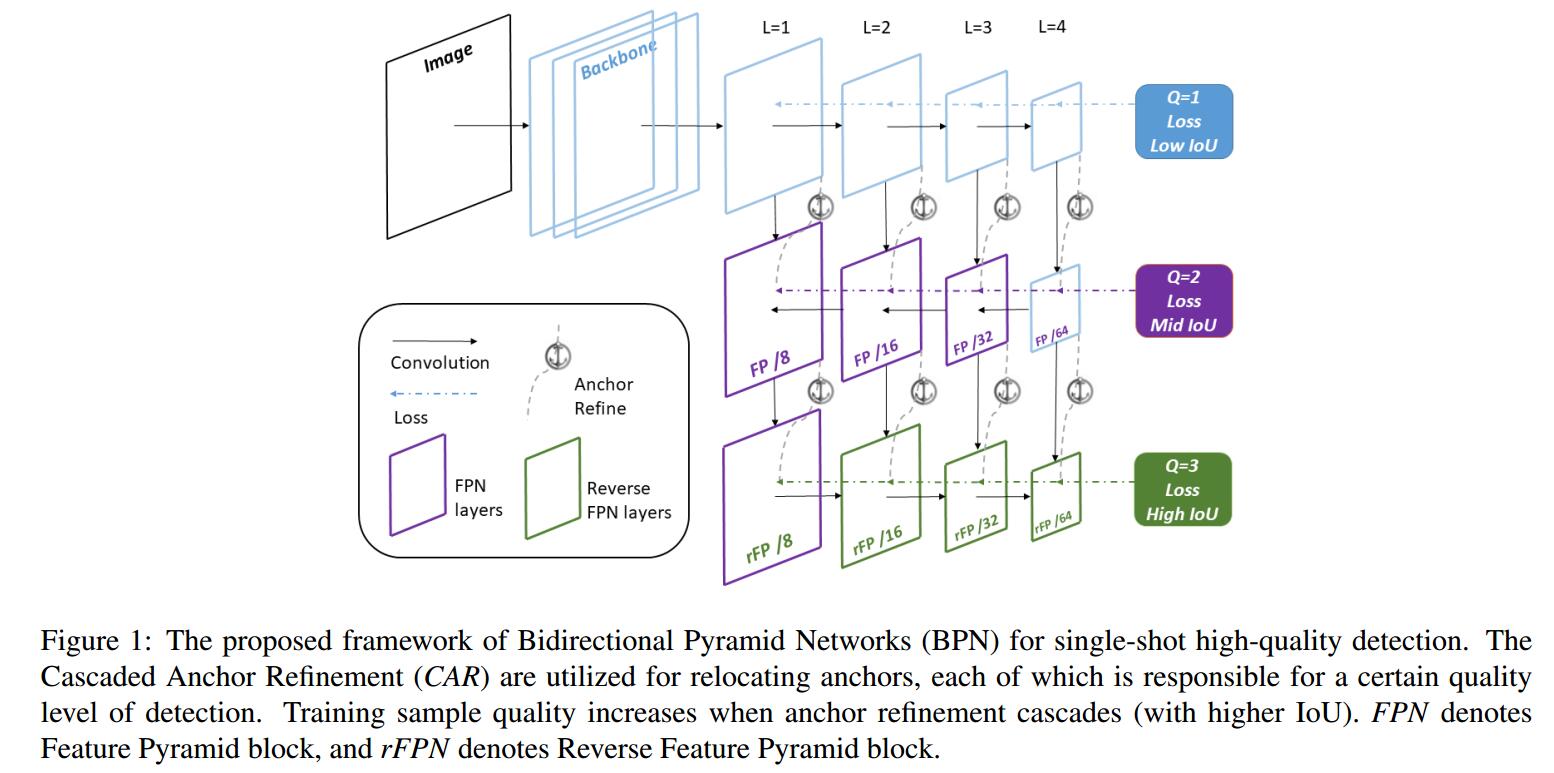 L=1
L=2
L=3
L=4
Image
Backbone
Q=1
Loss
Low IoU
Q=2
Loss
Mid IoU
FP /8
FP /16
FP /32
FP /64
Convolution
Loss
Anchor
Refine
FPN
layers
Reverse
FPN layers
Q=3
Loss
High IoU
rFP /8
rFP /16
rFP /32
rFP /64
Figure 1: The proposed framework of Bidirectional Pyramid Networks (BPN) for single-shot high-quality detection. The
Cascaded Anchor Refinement (CAR) are utilized for relocating anchors, each of which is responsible for a certain quality
level of detection. Training sample quality increases when anchor refinement cascades (with higher IoU). FPN denotes
Feature Pyramid block, and rFPN denotes Reverse Feature Pyramid block.